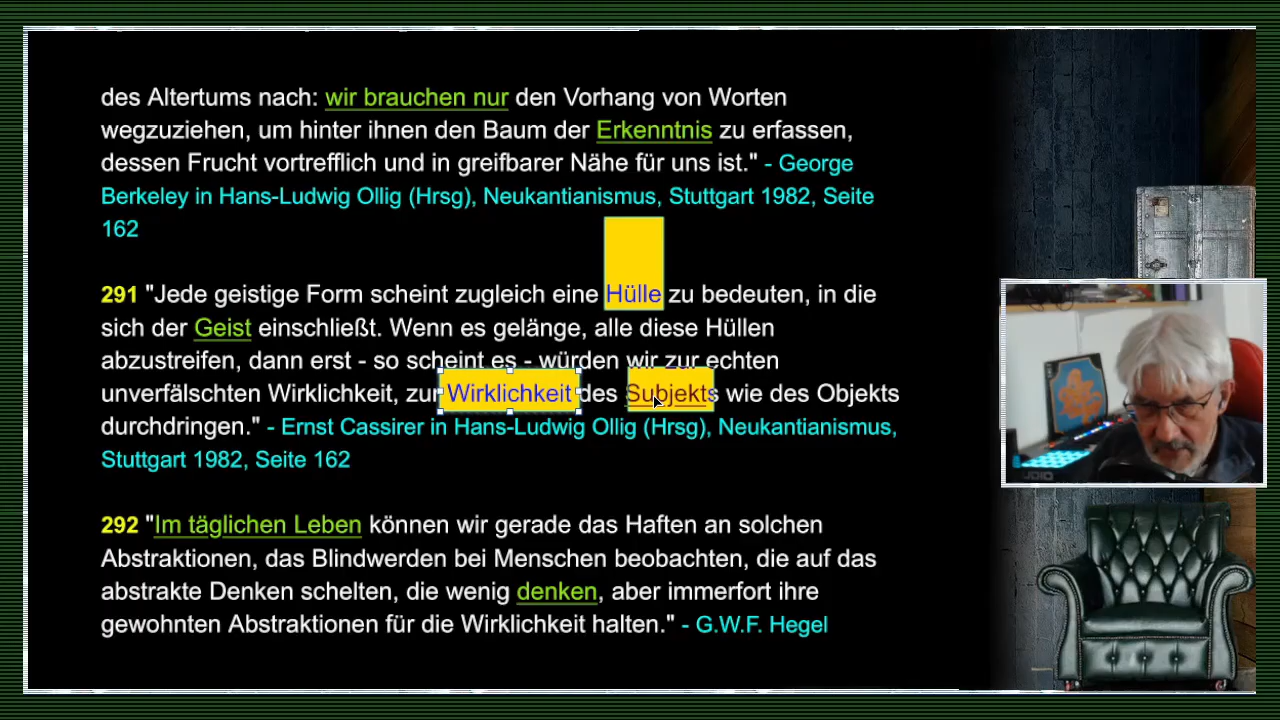 des Altertums nach: wir brauchen nur den Vorhang von Worten
wegzuziehen, um hinter ihnen den Baum der Erkenntnis zu erfassen,
dessen Frucht vortrefflich und in greifbarer Nähe für uns ist." - George
Berkeley in Hans-Ludwig Ollig (Hrsg), Neukantianismus, Stuttgart 1982, Seite
162
291 "Jede geistige Form scheint zugleich eine Hülle zu bedeuten, in die
sich der Geist einschließt. Wenn es gelänge, alle diese Hüllen
abzustreifen, dann erst - so scheint es - würden wir zur echten
unverfälschten Wirklichkeit, zur Wirklichkeit des Subjekts wie des Objekts
durchdringen." - Ernst Cassirer in Hans-Ludwig Ollig (Hrsg), Neukantianismus,
Stuttgart 1982, Seite 162
292 "Im täglichen Leben können wir gerade das Haften an solchen
Abstraktionen, das Blindwerden bei Menschen beobachten, die auf das
abstrakte Denken schelten, die wenig denken, aber immerfort ihre
gewohnten Abstraktionen für die Wirklichkeit halten." - G.W.F. Hegel